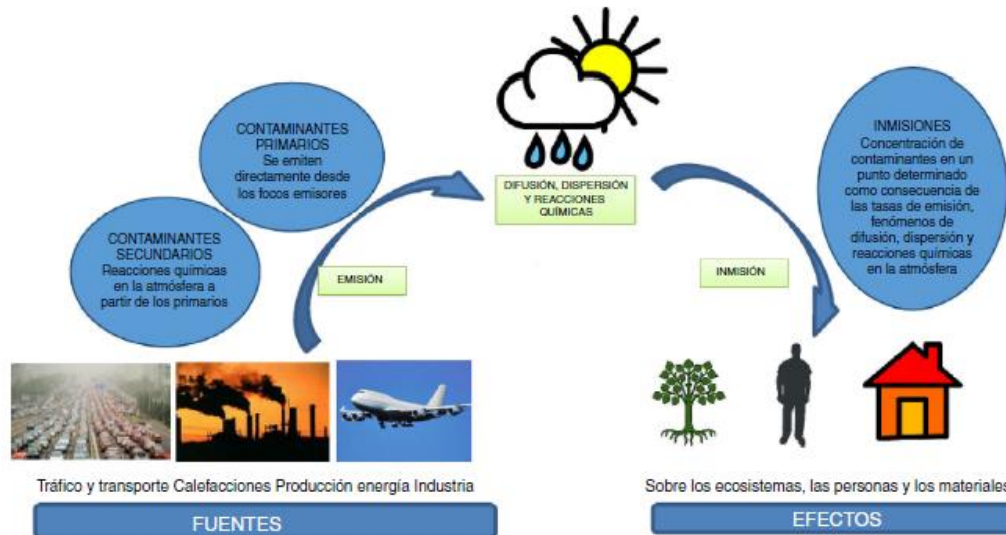 CONTAMINANTES
PRIMARIOS
Se emiten
directamente desde
los focos emisores
CONTAMINANTES
SECUNDARIOS
Reacciones químicas
en la atmósfera a
partir de los primarios
EMISIÓN
DIFUSIÓN, DISPERSIÓN
Y REACCIONES
QUÍMICAS
INMISIÓN
INMISIONES
Concentración de
contaminantes en un
punto determinado
como consecuencia de
las tasas de emisión,
fenómenos de
difusión, dispersión y
reacciones químicas
en la atmósfera
Tráfico y transporte Calefacciones Producción energía Industria
FUENTES
Sobre los ecosistemas, las personas y los materiales
EFECTOS